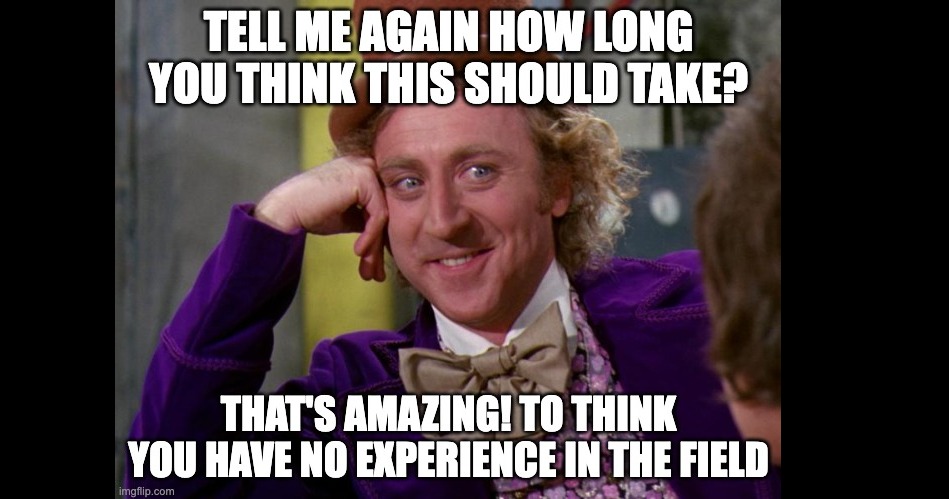 TELL ME AGAIN HOW LONG
YOU THINK THIS SHOULD TAKE?
THAT'S AMAZING! TO THINK
YOU HAVE NO EXPERIENCE IN THE FIELD
imgflip.com